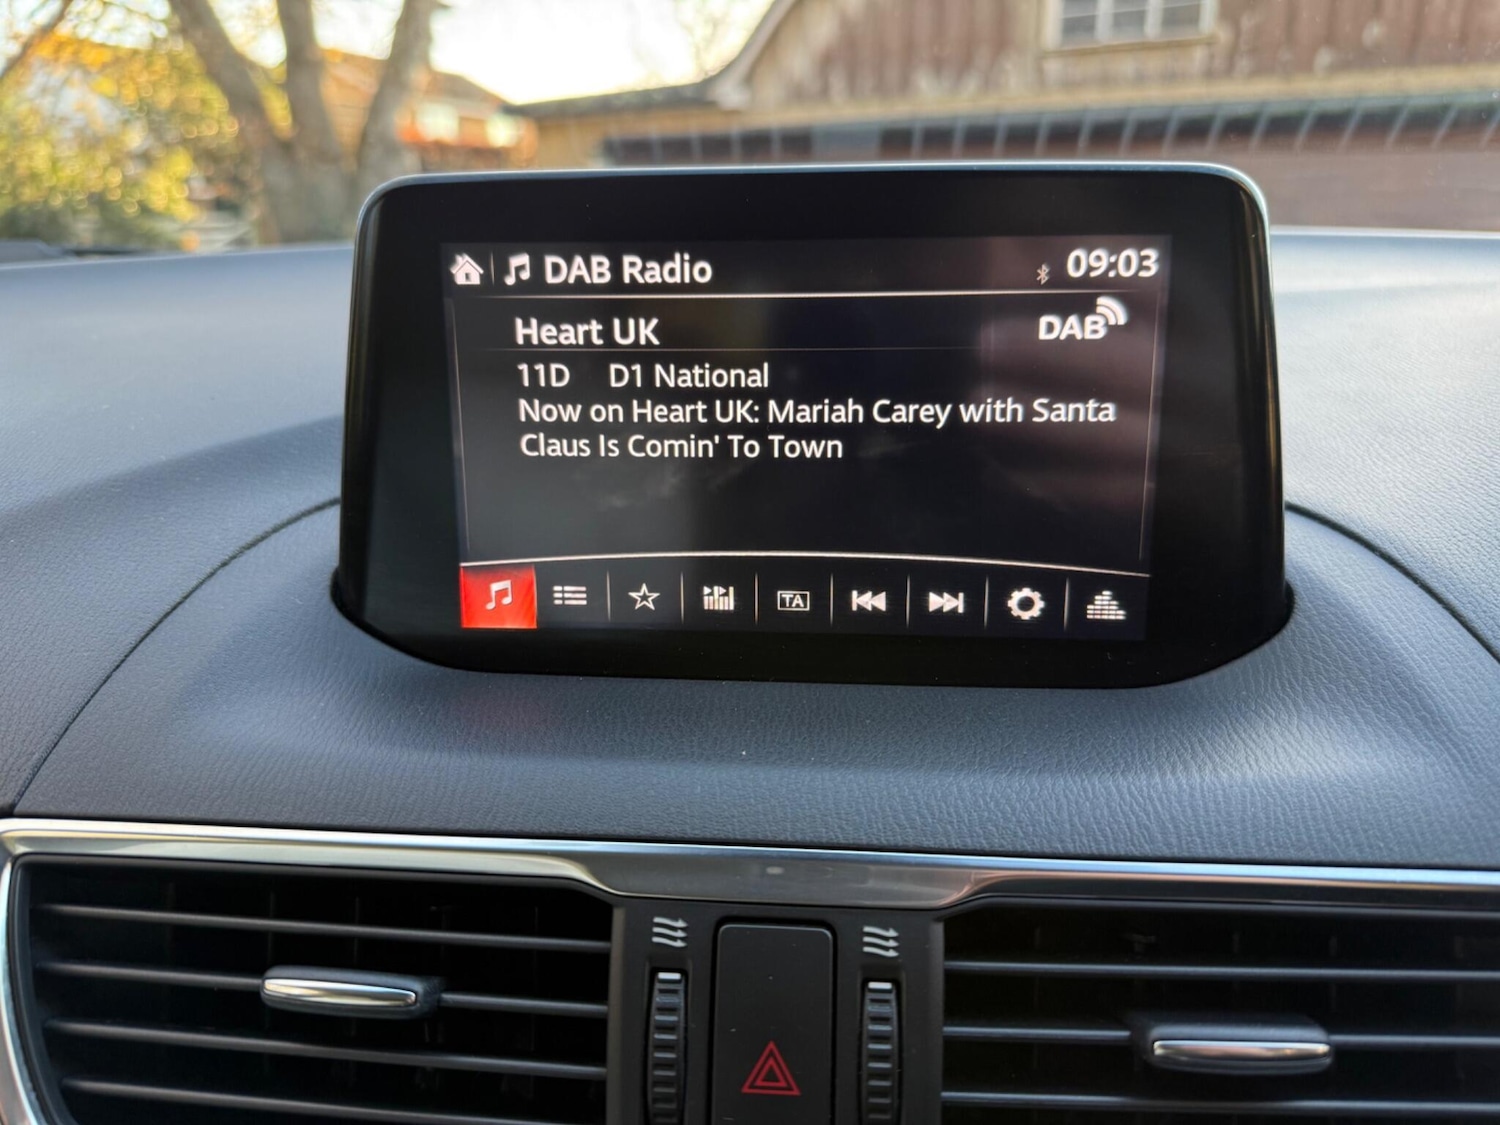 DAB Radio 09:03
Heart UK DAB
11D D1 National
Now on Heart UK: Mariah Carey with Santa
Claus Is Comin' To Town
TA